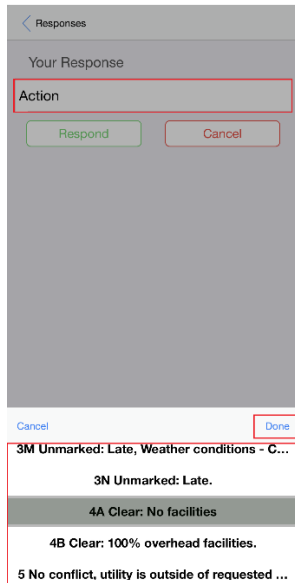 Responses
Your Response
Action
Respond Cancel
Cancel Done
3M Unmarked: Late, Weather conditions - C...
3N Unmarked: Late.
4A Clear: No facilities
4B Clear: 100% overhead facilities.
5 No conflict, utility is outside of requested ...